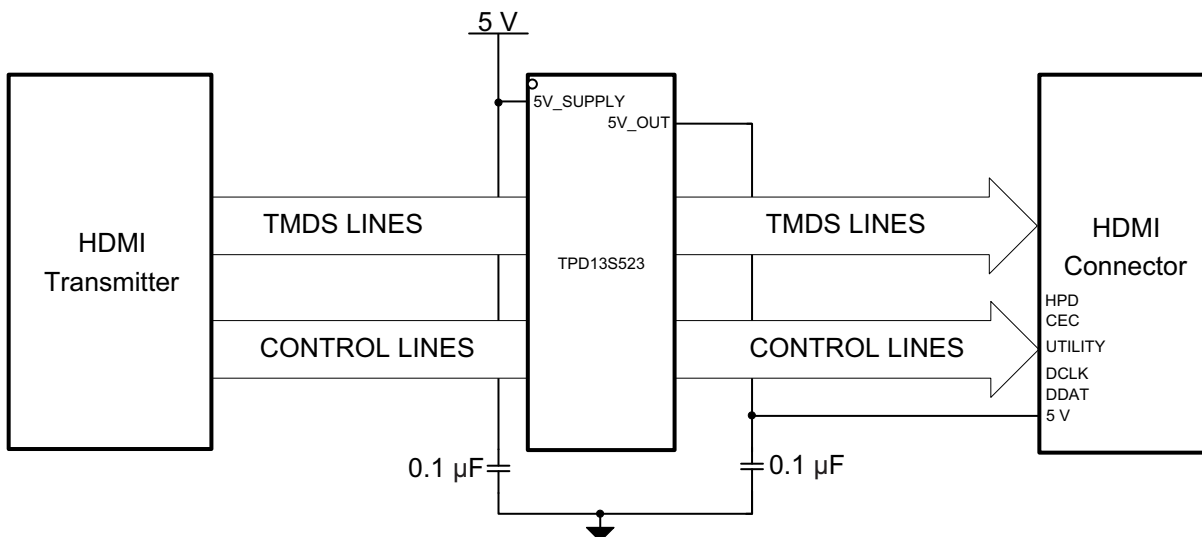 5 V
5V_SUPPLY
5V_OUT
HDMI
Transmitter
TMDS LINES
TPD13S523
TMDS LINES
HDMI
Connector
CONTROL LINES
CONTROL LINES
HPD
CEC
UTILITY
DCLK
DDAT
5 V
0.1 µF
0.1 µF